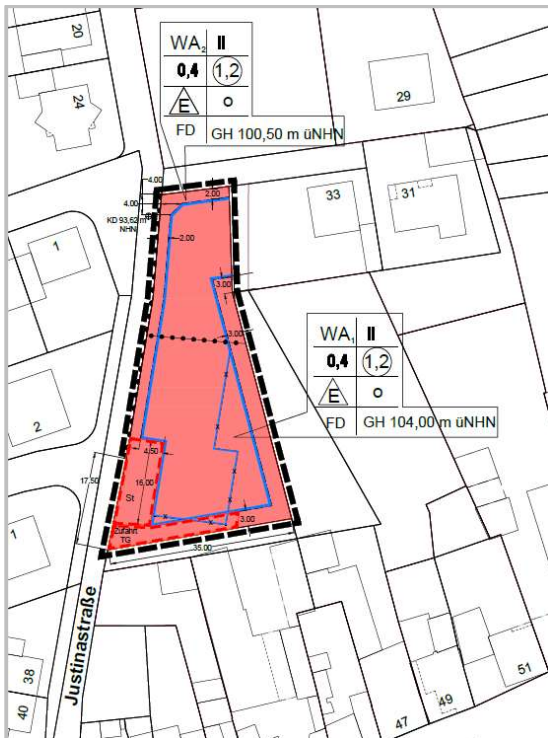 20
24
WA₂ II
0,4 1,2
E o
FD GH 100,50 m üNHN
29
33
31
4.00
4.00
2.00
KD 93,62 m
NHN
2.00
1
3.00
3.00
WA₁ II
0,4 1,2
E o
FD GH 104,00 m üNHN
2
17.50
4.50
16.00
St
x
x
x
x
x
3.00
Zufahrt
TG
35.00
1
Justinastraße
38
40
51
49
47